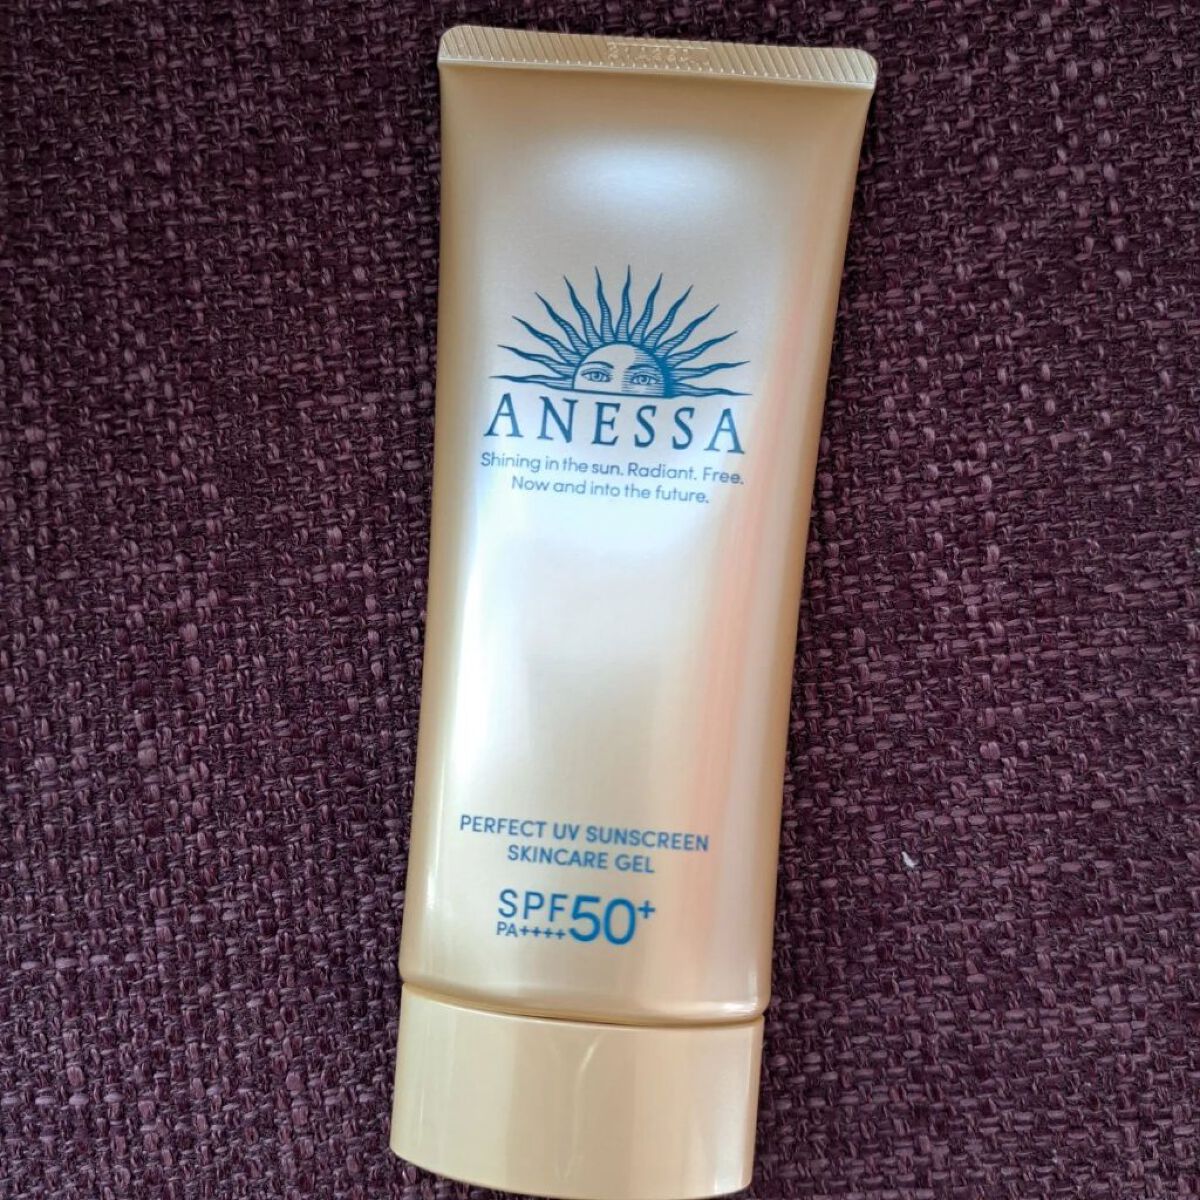 ANESSA
Shining in the sun. Radiant. Free.
Now and into the future.
PERFECT UV SUNSCREEN
SKINCARE GEL
SPF50+
PA++++